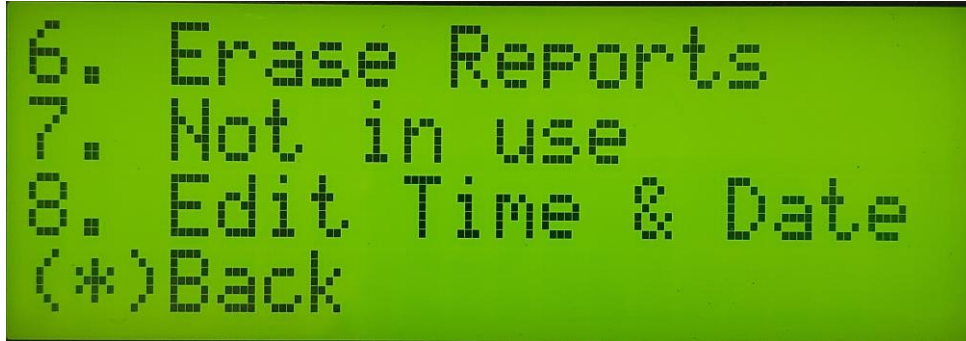 6. Erase Reports
7. Not in use
8. Edit Time & Date
(*)Back